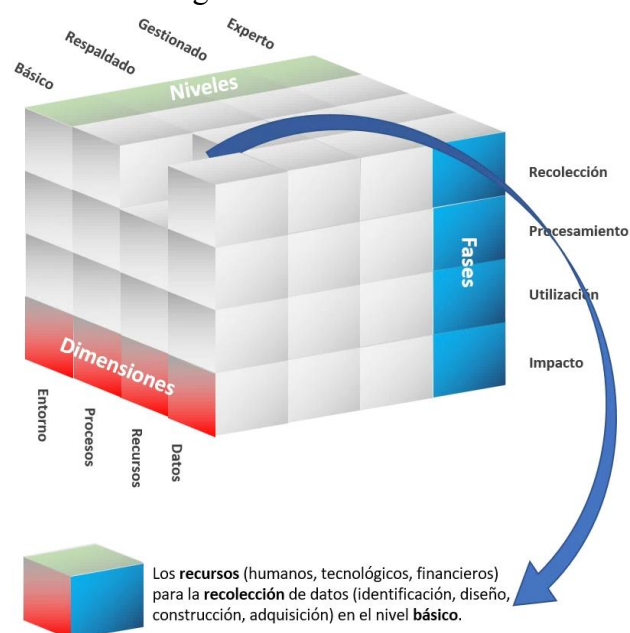 Experto
Gestionado
Respaldado
Básico
Niveles
Recolección
Procesamiento
Utilización
Impacto
Fases
Dimensiones
Entorno
Procesos
Recursos
Datos
Los recursos (humanos, tecnológicos, financieros)
para la recolección de datos (identificación, diseño,
construcción, adquisición) en el nivel básico.